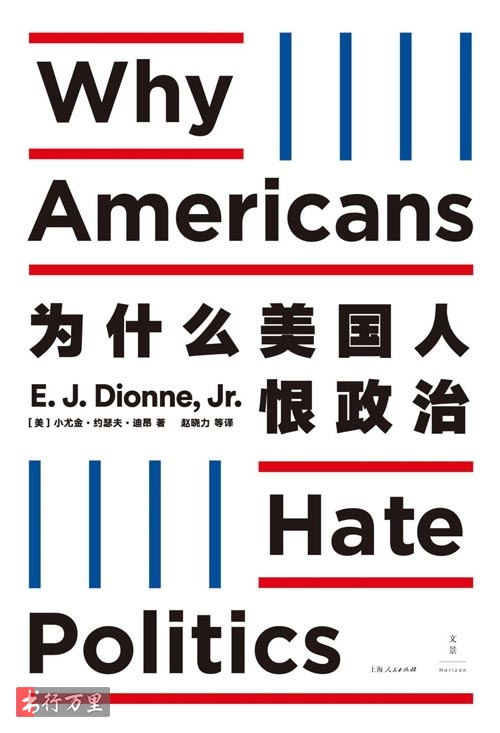 Why
Americans
为什么美国人
恨政治
E. J. Dionne, Jr.
[美] 小尤金·约瑟夫·迪昂 著 赵晓力 等译
Hate
Politics
文景
Horizon
上海人民出版社
书行万里